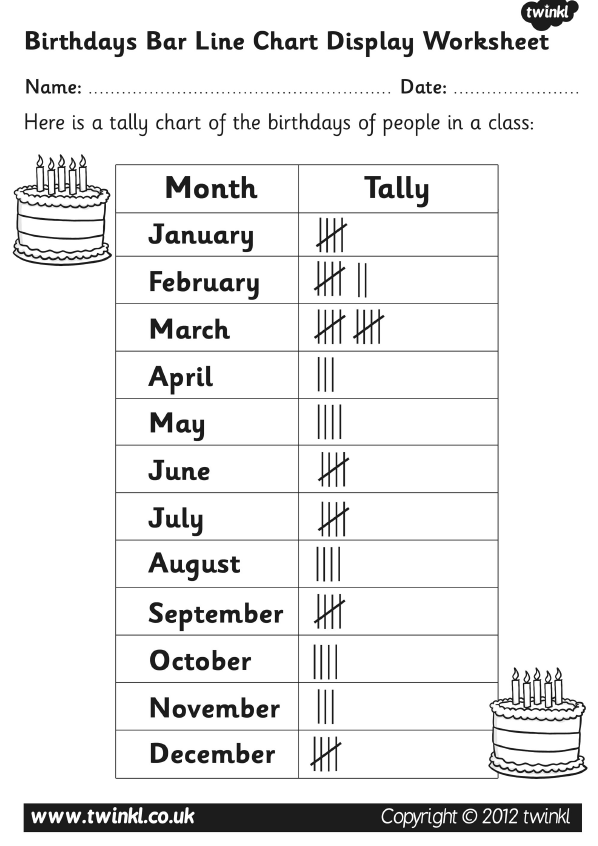 twinkl
Birthdays Bar Line Chart Display Worksheet
Name: ........................................................ Date: .......................
Here is a tally chart of the birthdays of people in a class:
Month Tally
January
February
March
April
May
June
July
August
September
October
November
December
www.twinkl.co.uk Copyright © 2012 twinkl